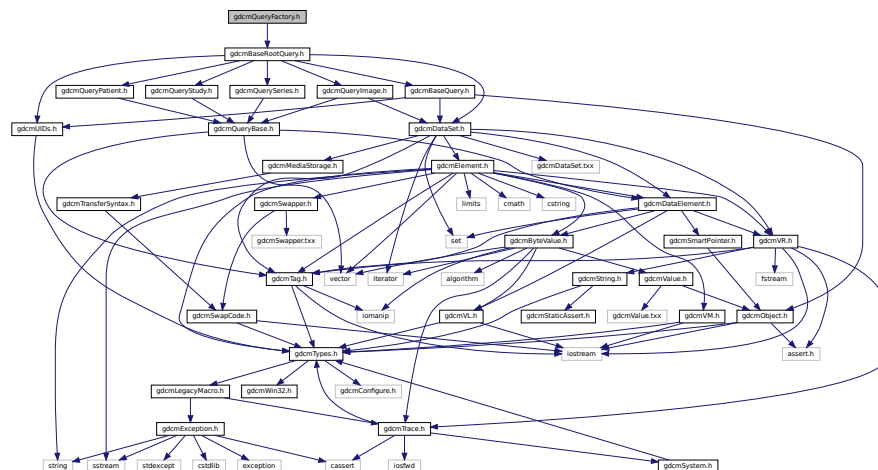 gdcmQueryFactory.h
gdcmBaseRootQuery.h
gdcmQueryPatient.h gdcmQueryStudy.h gdcmQuerySeries.h gdcmQueryImage.h gdcmBaseQuery.h
gdcmUIDs.h gdcmQueryBase.h gdcmDataSet.h
gdcmMediaStorage.h gdcmElement.h gdcmDataSet.txx
gdcmTransferSyntax.h gdcmSwapper.h limits cmath cstring gdcmDataElement.h
gdcmSwapper.txx set gdcmByteValue.h gdcmSmartPointer.h gdcmVR.h
gdcmTag.h vector iterator algorithm gdcmString.h gdcmValue.h fstream
gdcmSwapCode.h iomanip gdcmVL.h gdcmStaticAssert.h gdcmValue.txx gdcmVM.h gdcmObject.h
gdcmTypes.h iostream assert.h
gdcmLegacyMacro.h gdcmWin32.h gdcmConfigure.h
gdcmException.h gdcmTrace.h
string sstream stdexcept cstdlib exception cassert iosfwd gdcmSystem.h